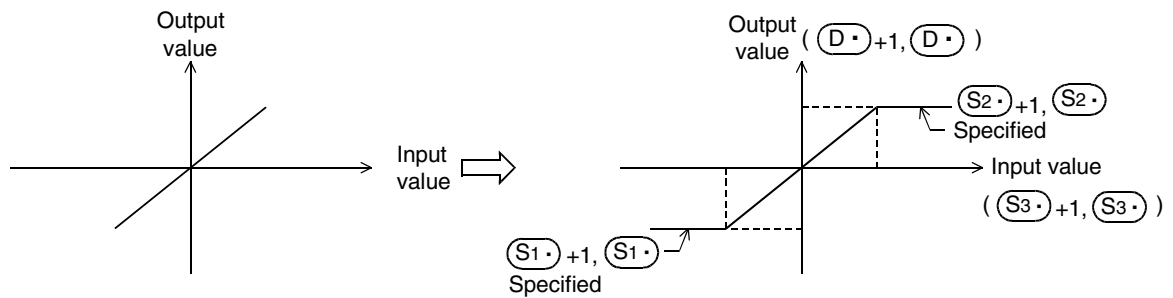 Output
value
Input
value
Output
value
( D· +1, D· )
S2· +1, S2·
Specified
Input value
( S3· +1, S3· )
S1· +1, S1·
Specified